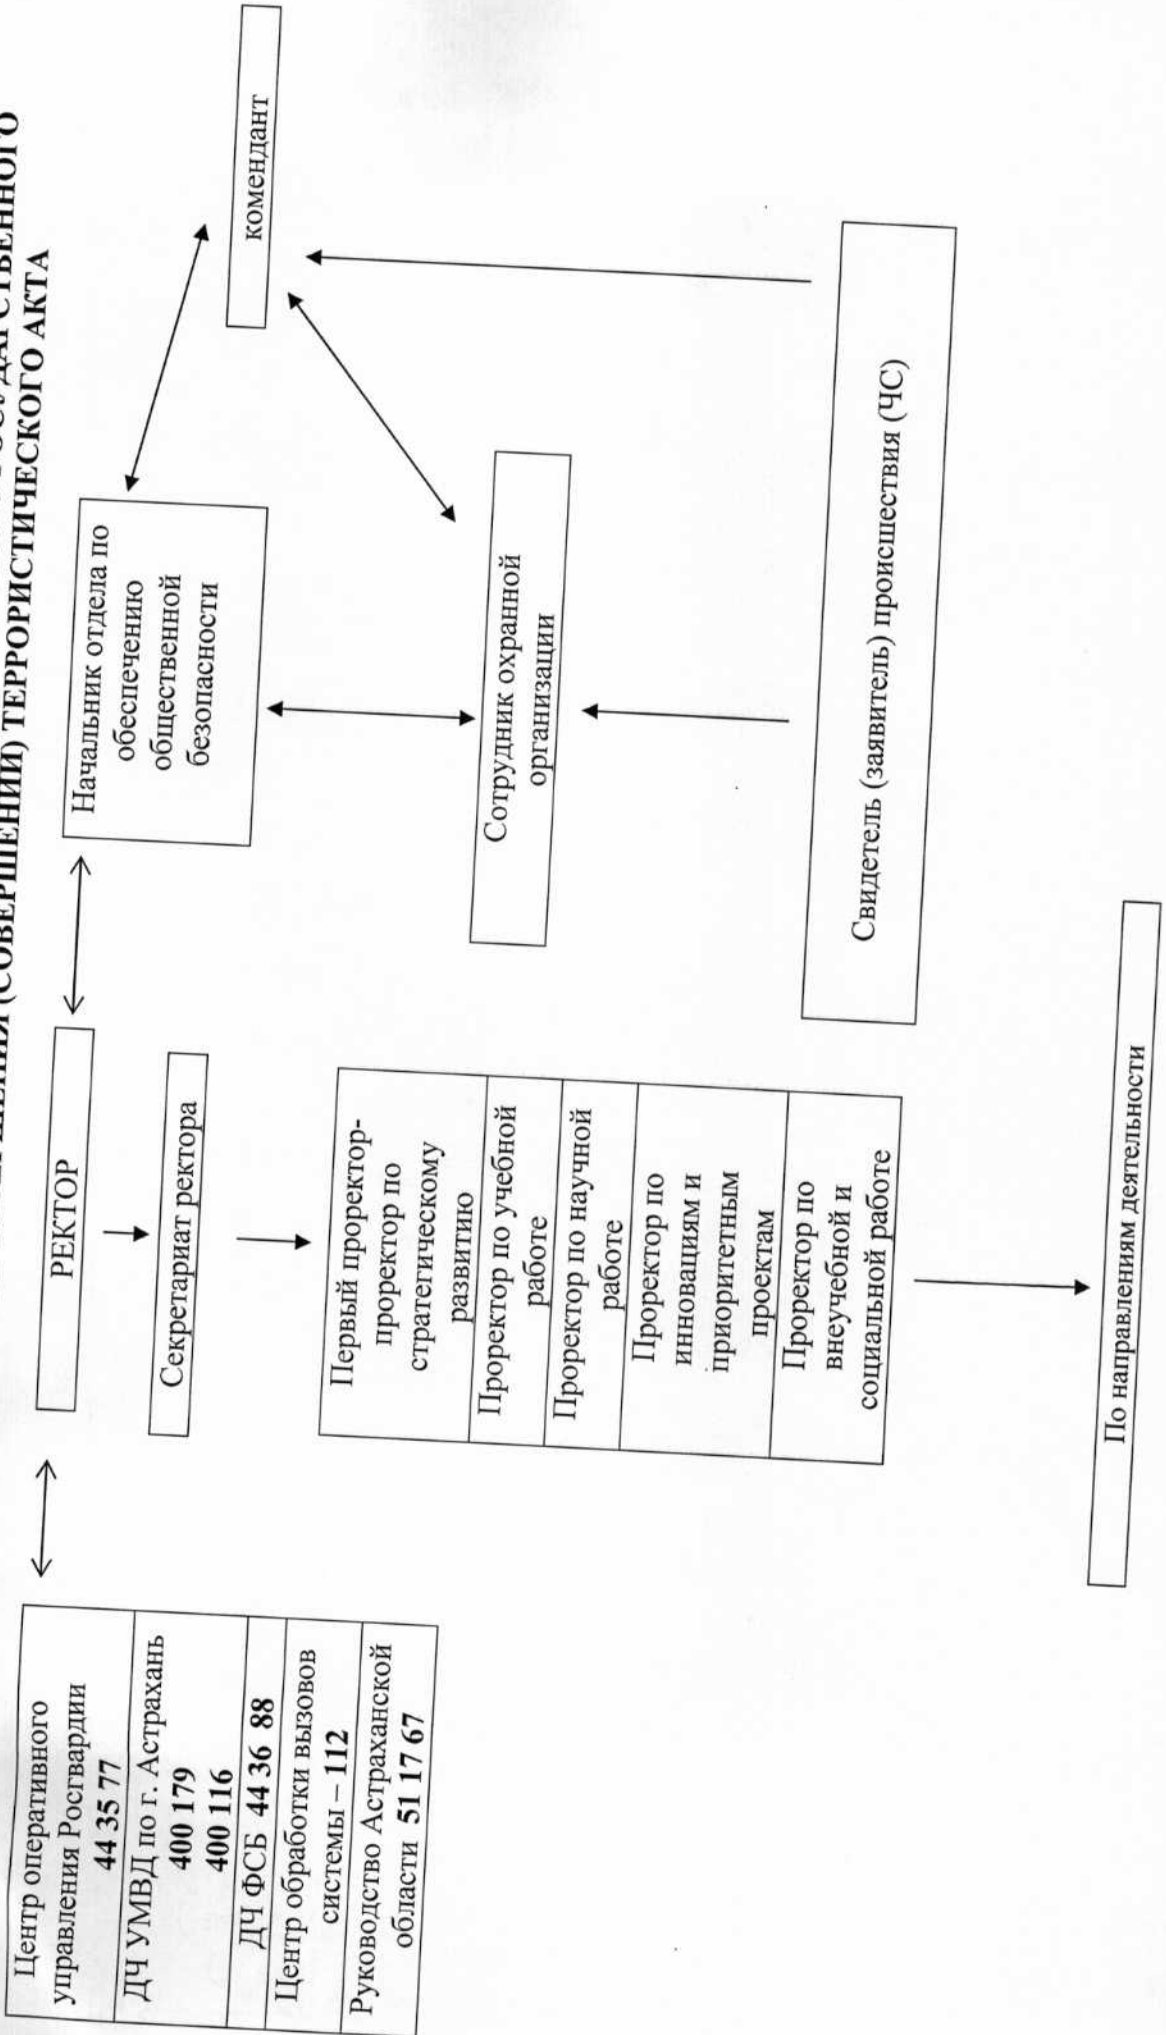 ГОСУДАРСТВЕННОГО
(СОВЕРШЕНИИ) ТЕРРОРИСТИЧЕСКОГО АКТА
Центр оперативного
управления Росгвардии
44 35 77
ДЧ УМВД по г. Астрахань
400 179
400 116
ДЧ ФСБ 44 36 88
Центр обработки вызовов
системы – 112
Руководство Астраханской
области 51 17 67
РЕКТОР
Секретариат ректора
Первый проректор-
проректор по
стратегическому
развитию
Проректор по учебной
работе
Проректор по научной
работе
Проректор по
инновациям и
приоритетным
проектам
Проректор по
внеучебной и
социальной работе
По направлениям деятельности
Начальник отдела по
обеспечению
общественной
безопасности
Сотрудник охранной
организации
комендант
Свидетель (заявитель) происшествия (ЧС)